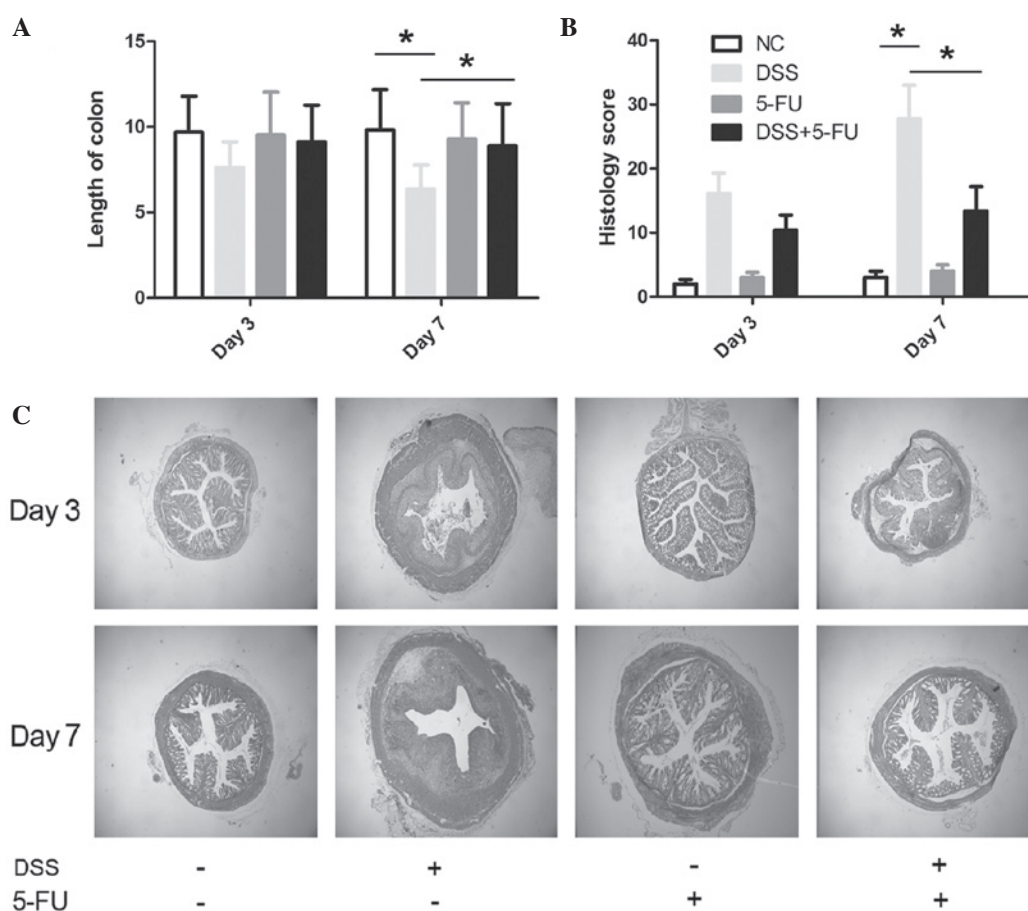 A
Length of colon
15
10
5
0
* *
Day 3 Day 7
B
Histology score
40
30
20
10
0
NC
DSS
5-FU
DSS+5-FU
* *
Day 3 Day 7
C
Day 3
Day 7
DSS - + - +
5-FU - - + +